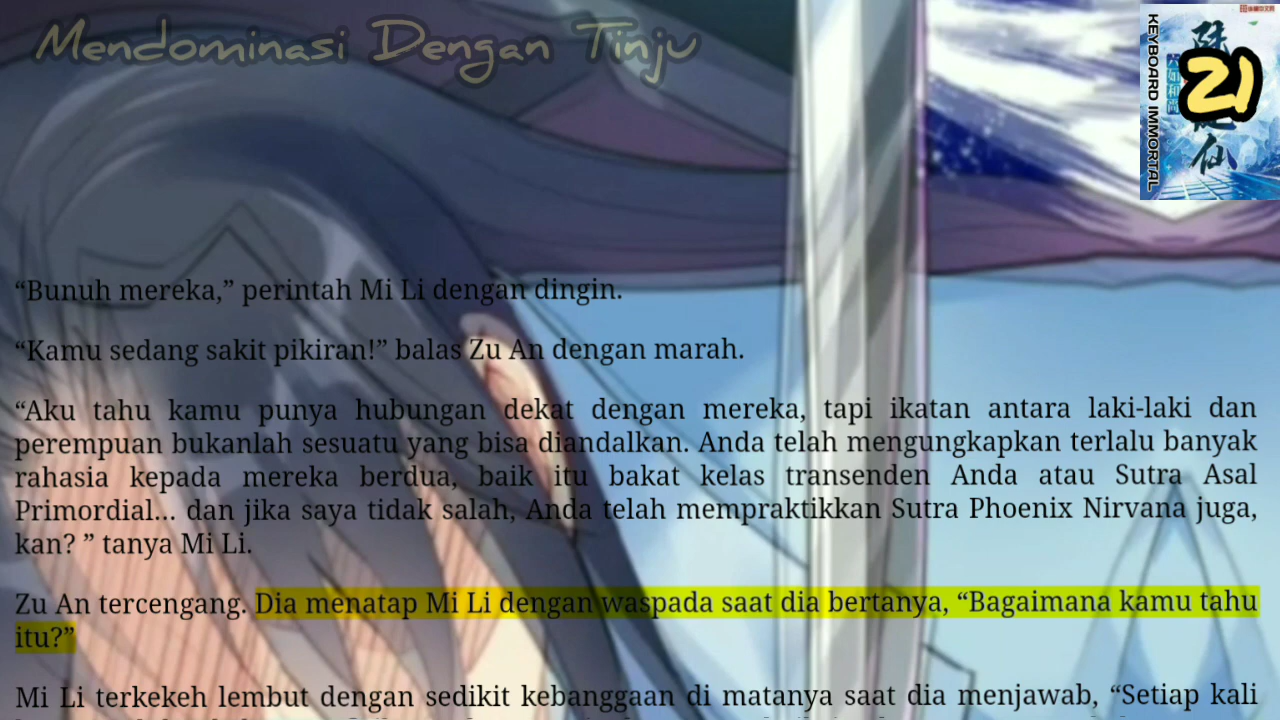 Mendominasi Dengan Tinju
KEYBOARD IMMORTAL
21
仙
“Bunuh mereka,” perintah Mi Li dengan dingin.
“Kamu sedang sakit pikiran!” balas Zu An dengan marah.
“Aku tahu kamu punya hubungan dekat dengan mereka, tapi ikatan antara laki-laki dan
perempuan bukanlah sesuatu yang bisa diandalkan. Anda telah mengungkapkan terlalu banyak
rahasia kepada mereka berdua, baik itu bakat kelas transenden Anda atau Sutra Asal
Primordial... dan jika saya tidak salah, Anda telah mempraktikkan Sutra Phoenix Nirvana juga,
kan? ” tanya Mi Li.
Zu An tercengang. Dia menatap Mi Li dengan waspada saat dia bertanya, “Bagaimana kamu tahu
itu?”
Mi Li terkekeh lembut dengan sedikit kebanggaan di matanya saat dia menjawab, “Setiap kali